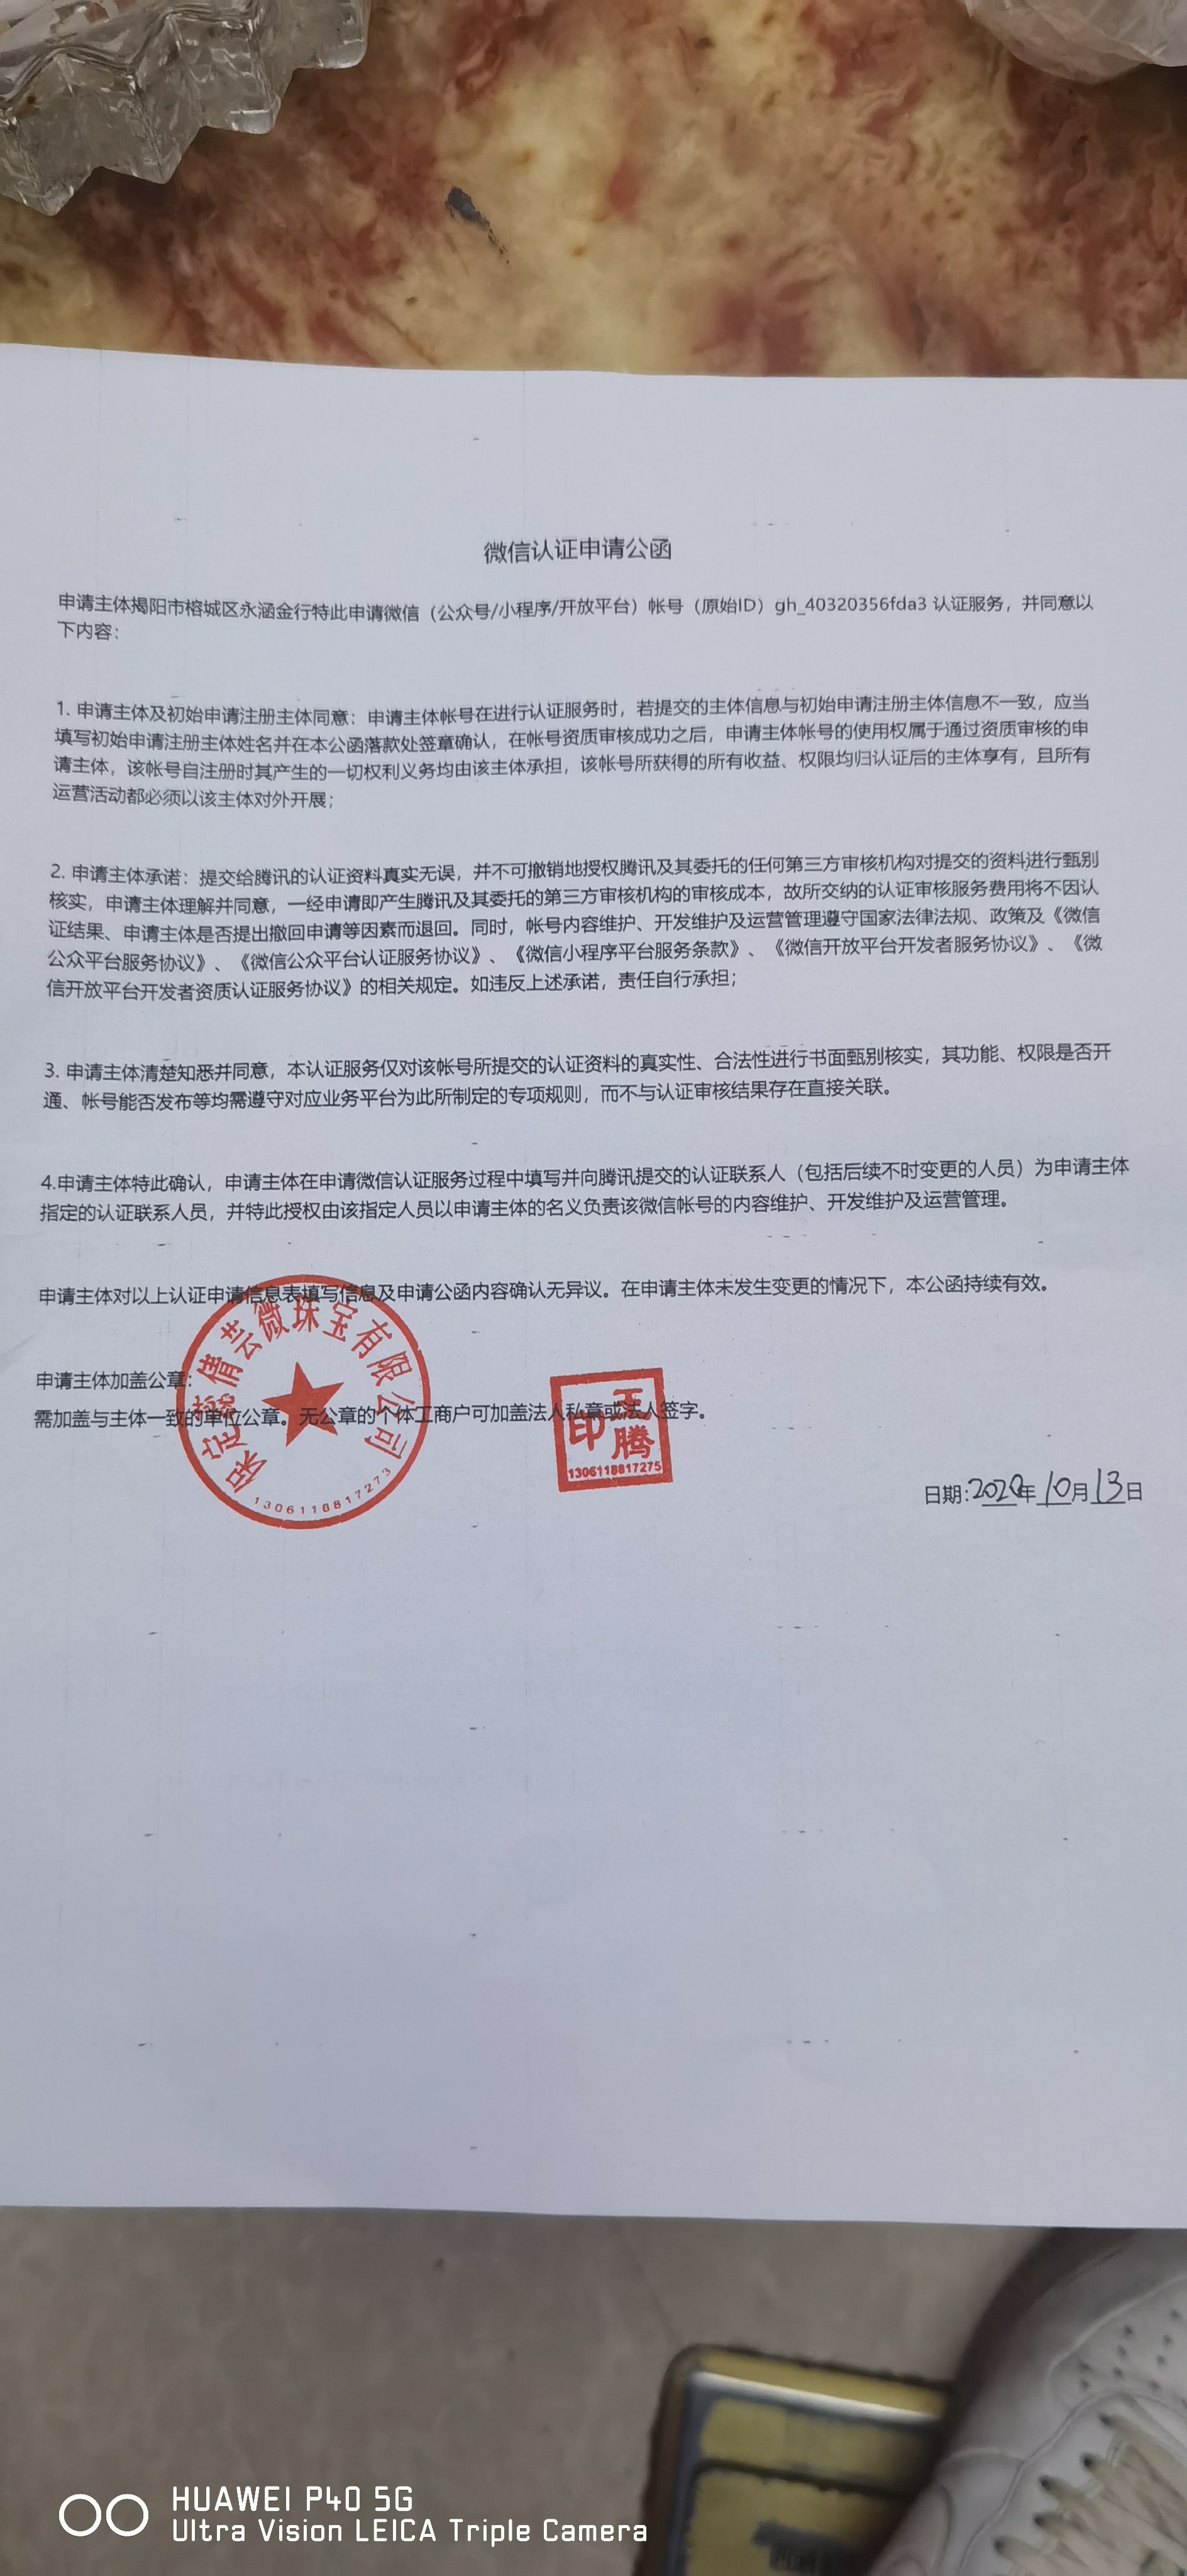 微信认证申请公函
申请主体揭阳市榕城区永涵金行特此申请微信（公众号/小程序/开放平台）帐号（原始ID）gh_40320356fda3 认证服务，并同意以
下内容：
1. 申请主体及初始申请注册主体同意：申请主体帐号在进行认证服务时，若提交的主体信息与初始申请注册主体信息不一致，应当
填写初始申请注册主体姓名并在本公函落款处签章确认，在帐号资质审核成功之后，申请主体帐号的使用权属于通过资质审核的申
请主体，该帐号自注册时其产生的一切权利义务均由该主体承担，该帐号所获得的所有收益、权限均归认证后的主体享有，且所有
运营活动都必须以该主体对外开展；
2. 申请主体承诺：提交给腾讯的认证资料真实无误，并不可撤销地授权腾讯及其委托的任何第三方审核机构对提交的资料进行甄别
核实，申请主体理解并同意，一经申请即产生腾讯及其委托的第三方审核机构的审核成本，故所交纳的认证审核服务费用将不因认
证结果、申请主体是否提出撤回申请等因素而退回。同时，帐号内容维护、开发维护及运营管理遵守国家法律法规、政策及《微信
公众平台服务协议》、《微信公众平台认证服务协议》、《微信小程序平台服务条款》、《微信开放平台开发者服务协议》、《微
信开放平台开发者资质认证服务协议》的相关规定。如违反上述承诺，责任自行承担；
3. 申请主体清楚知悉并同意，本认证服务仅对该帐号所提交的认证资料的真实性、合法性进行书面甄别核实，其功能、权限是否开
通、帐号能否发布等均需遵守对应业务平台为此所制定的专项规则，而不与认证审核结果存在直接关联。
4.申请主体特此确认，申请主体在申请微信认证服务过程中填写并向腾讯提交的认证联系人（包括后续不时变更的人员）为申请主体
指定的认证联系人员，并特此授权由该指定人员以申请主体的名义负责该微信帐号的内容维护、开发维护及运营管理。
申请主体对以上认证申请信息表填写信息及申请公函内容确认无异议。在申请主体未发生变更的情况下，本公函持续有效。
申请主体加盖公章：
需加盖与主体一致的单位公章。无公章的个体工商户可加盖法人私章或法人签字。
保定 倩芸微珠宝有限公司
1306118817273
王腾印
1306118817275
日期：2020年10月13日
HUAWEI P40 5G
Ultra Vision LEICA Triple Camera